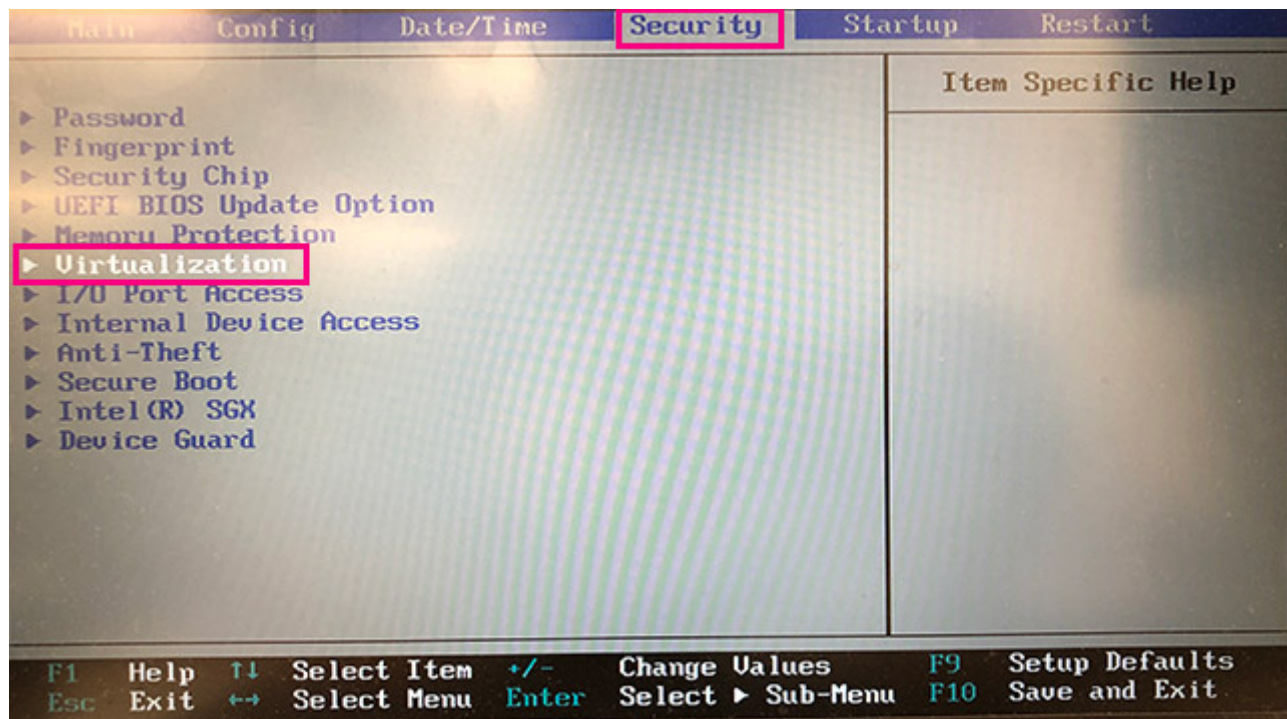 Main Config Date/Time Security Startup Restart
Item Specific Help
▶ Password
▶ Fingerprint
▶ Security Chip
▶ UEFI BIOS Update Option
▶ Memory Protection
▶ Virtualization
▶ I/O Port Access
▶ Internal Device Access
▶ Anti-Theft
▶ Secure Boot
▶ Intel(R) SGX
▶ Device Guard
F1 Help ↑↓ Select Item +/- Change Values F9 Setup Defaults
Esc Exit ←→ Select Menu Enter Select ▶ Sub-Menu F10 Save and Exit